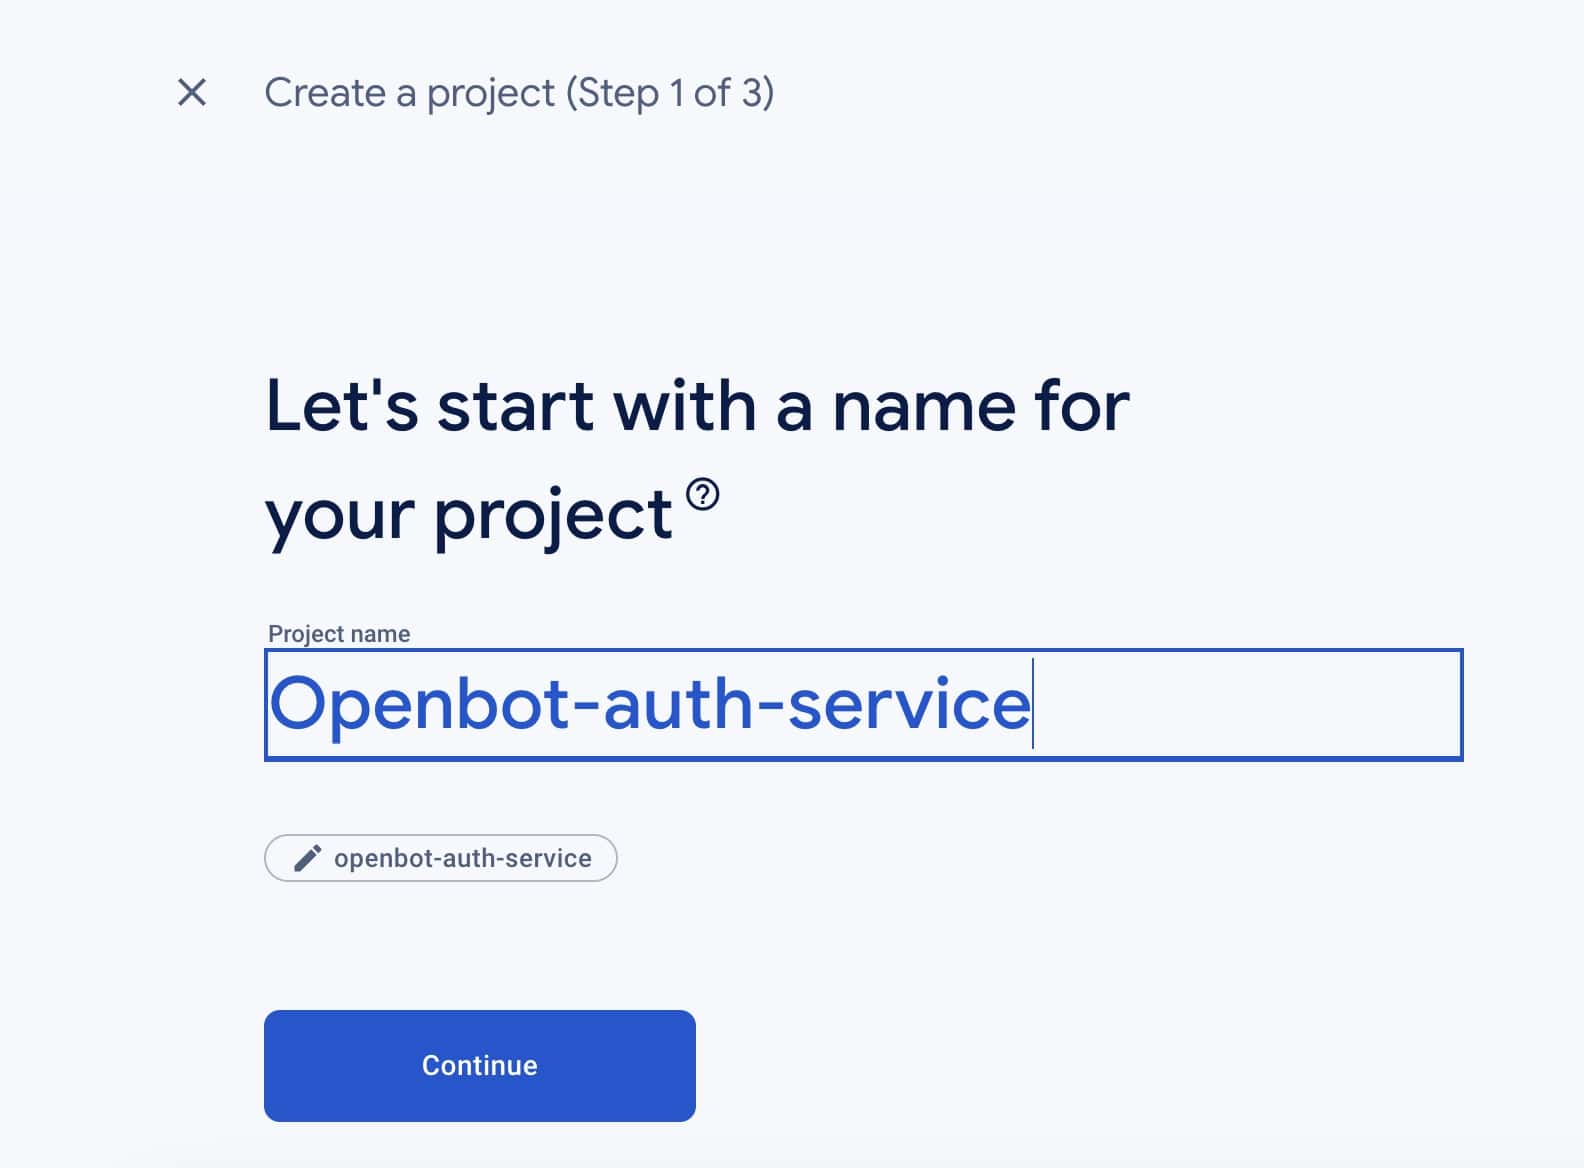 Create a project (Step 1 of 3)
Let's start with a name for
your project
Project name
Openbot-auth-service
openbot-auth-service
Continue